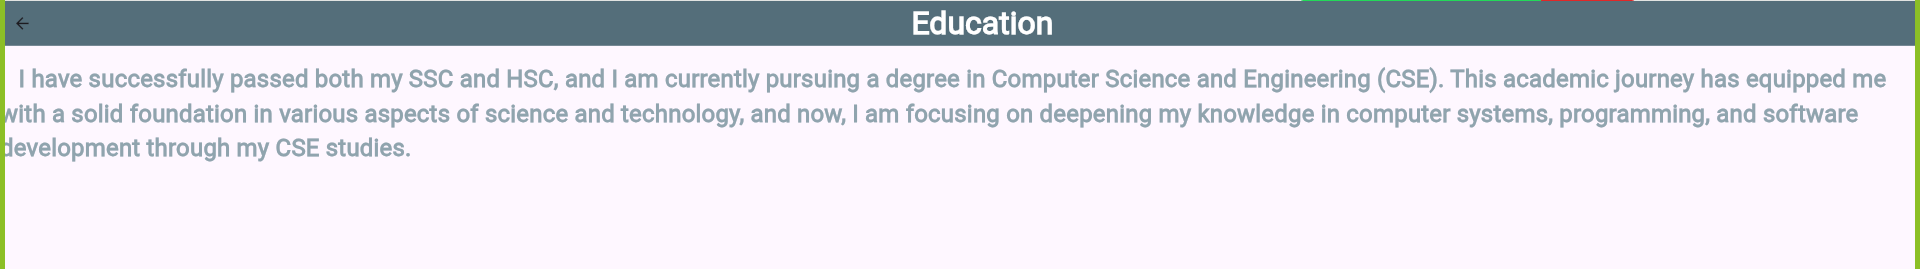 Education
I have successfully passed both my SSC and HSC, and I am currently pursuing a degree in Computer Science and Engineering (CSE). This academic journey has equipped me
with a solid foundation in various aspects of science and technology, and now, I am focusing on deepening my knowledge in computer systems, programming, and software
development through my CSE studies.